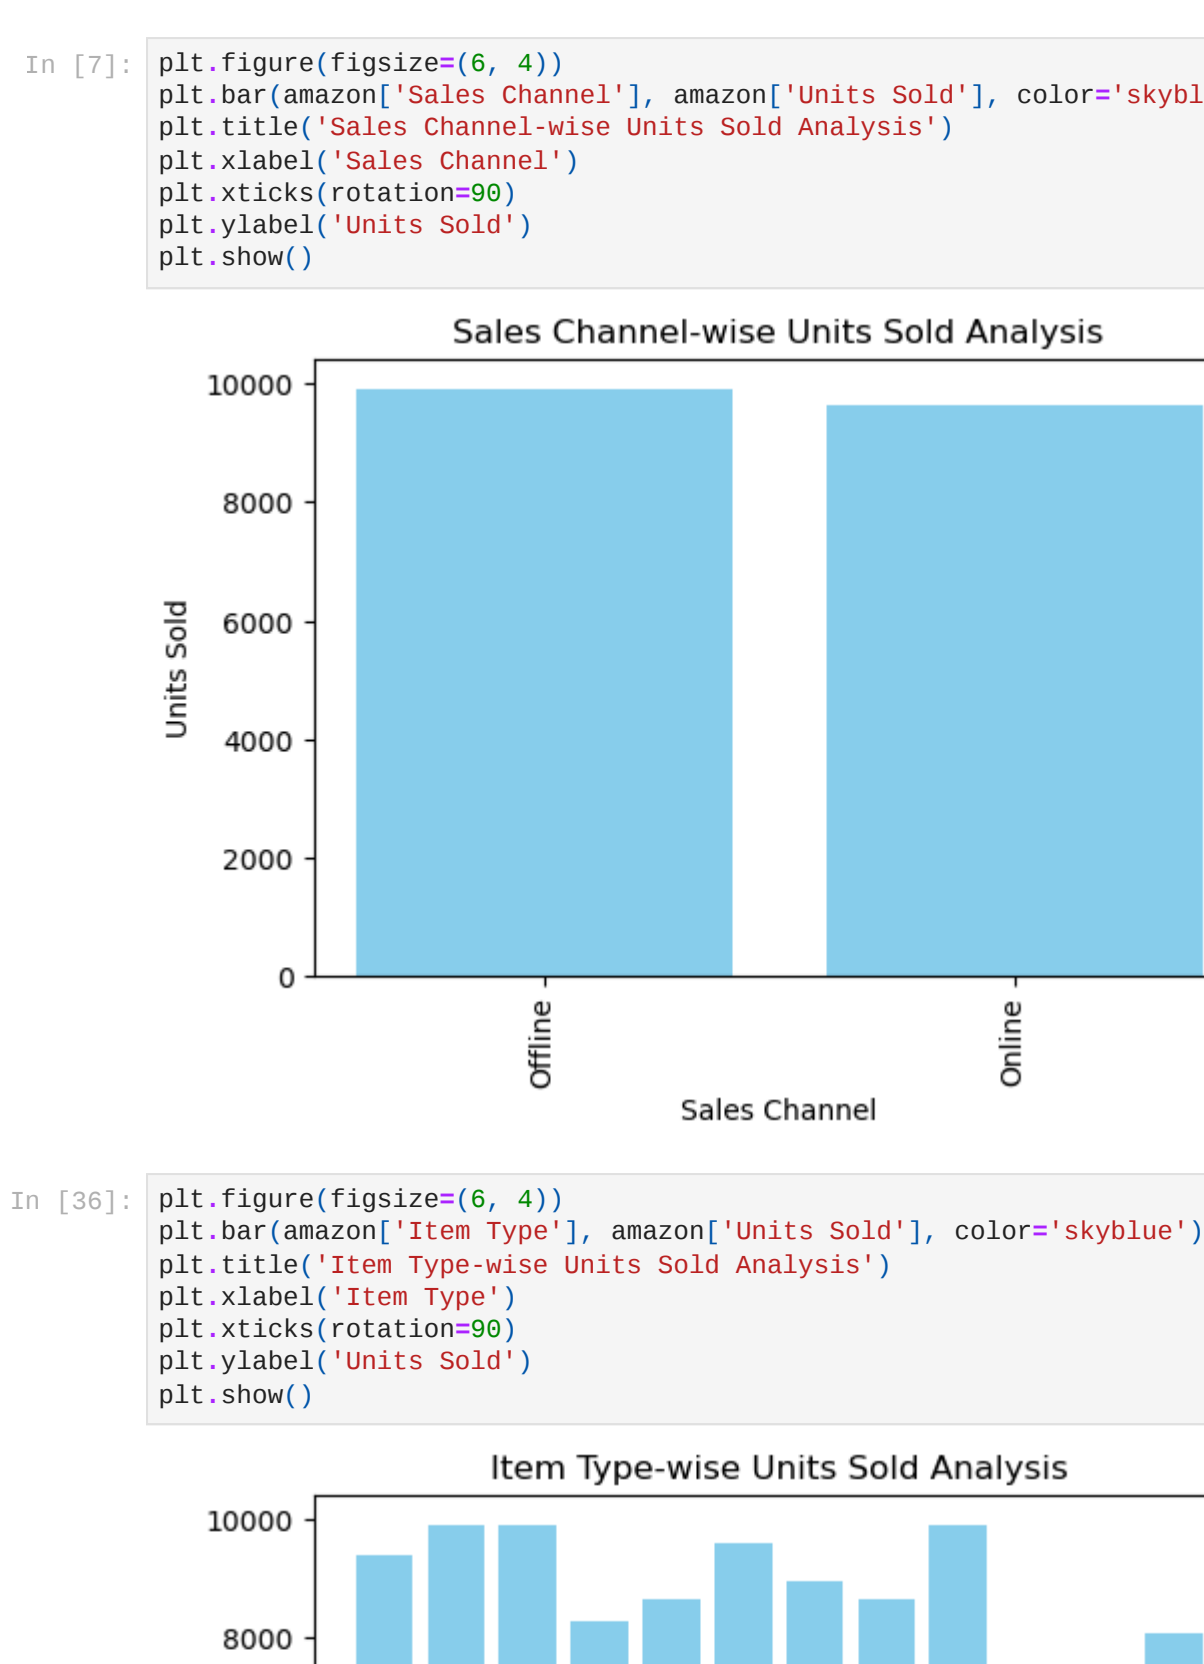 In [7]:
plt.figure(figsize=(6, 4))
plt.bar(amazon['Sales Channel'], amazon['Units Sold'], color='skybl
plt.title('Sales Channel-wise Units Sold Analysis')
plt.xlabel('Sales Channel')
plt.xticks(rotation=90)
plt.ylabel('Units Sold')
plt.show()
Sales Channel-wise Units Sold Analysis
10000
8000
6000
4000
2000
0
Units Sold
Offline
Online
Sales Channel
In [36]:
plt.figure(figsize=(6, 4))
plt.bar(amazon['Item Type'], amazon['Units Sold'], color='skyblue')
plt.title('Item Type-wise Units Sold Analysis')
plt.xlabel('Item Type')
plt.xticks(rotation=90)
plt.ylabel('Units Sold')
plt.show()
Item Type-wise Units Sold Analysis
10000
8000